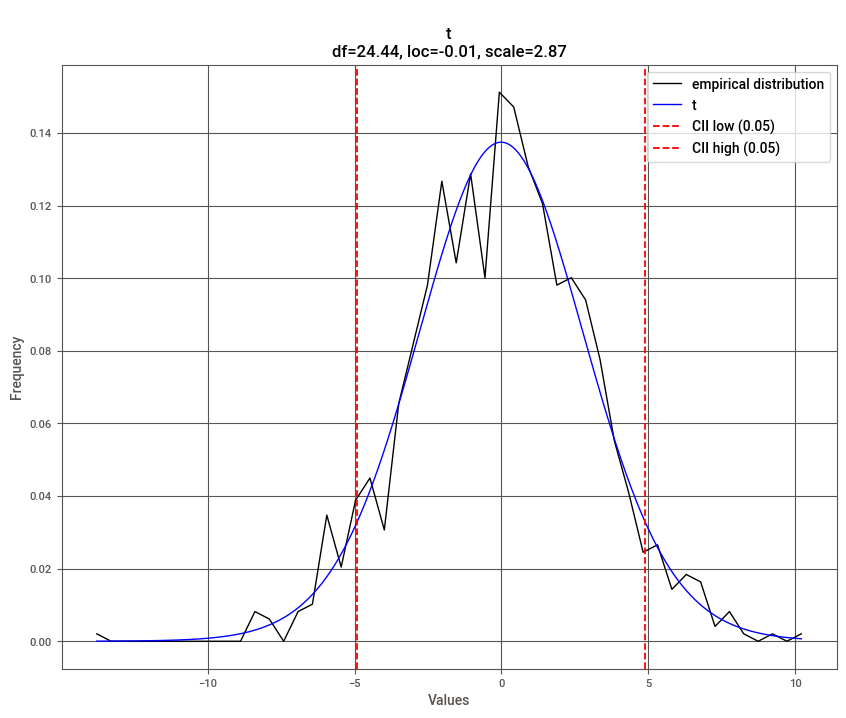 t
df=24.44, loc=-0.01, scale=2.87
empirical distribution
t
CII low (0.05)
CII high (0.05)
Frequency
0.14
0.12
0.10
0.08
0.06
0.04
0.02
0.00
−10
−5
0
5
10
Values